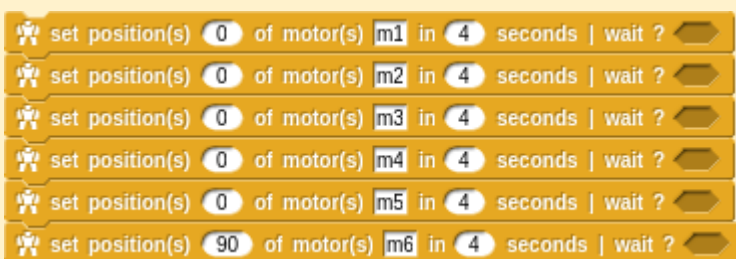 set position(s) 0 of motor(s) m1 in 4 seconds | wait ?
set position(s) 0 of motor(s) m2 in 4 seconds | wait ?
set position(s) 0 of motor(s) m3 in 4 seconds | wait ?
set position(s) 0 of motor(s) m4 in 4 seconds | wait ?
set position(s) 0 of motor(s) m5 in 4 seconds | wait ?
set position(s) 90 of motor(s) m6 in 4 seconds | wait ?